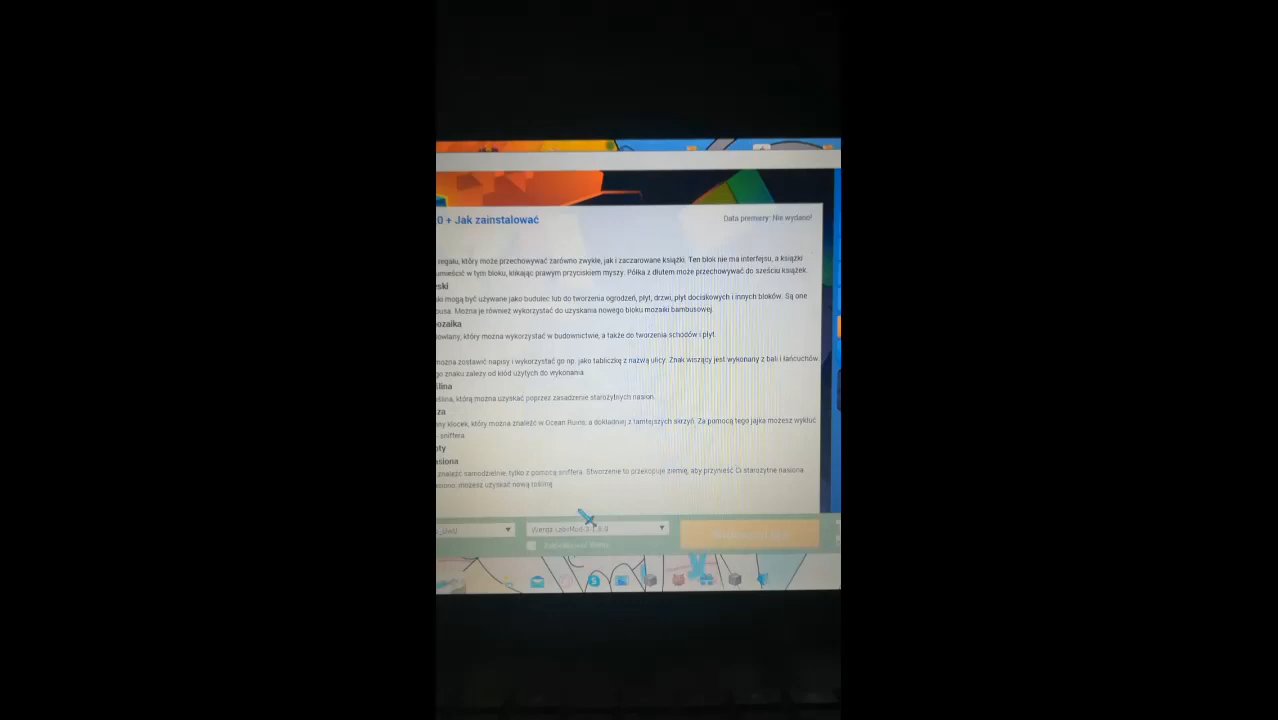 0 + Jak zainstalować
Data premiery: Nie wydano!
regału, który może przechowywać zarówno zwykłe, jak i zaczarowane książki. Ten blok nie ma interfejsu, a książki
umieścić w tym bloku, klikając prawym przyciskiem myszy. Półka z dłutem może przechowywać do sześciu książek.
ski
ki mogą być używane jako budulec lub do tworzenia ogrodzeń, płyt, drzwi, płyt dociskowych i innych bloków. Są one
busa. Można je również wykorzystać do uzyskania nowego bloku mozaiki bambusowej.
ozaika
owlany, który można wykorzystać w budownictwie, a także do tworzenia schodów i płyt.
można zostawić napisy i wykorzystać go np. jako tabliczkę z nazwą ulicy. Znak wiszący jest wykonany z bali i łańcuchów.
go znaku zależy od kłód użytych do wykonania.
ślina
oślina, którą można uzyskać poprzez zasadzenie starożytnych nasion.
za
ny klocek, który można znaleźć w Ocean Ruins, a dokładniej z tamtejszych skrzyń. Za pomocą tego jajka możesz wykluć
- sniffera.
oty
asiona
znaleźć samodzielnie, tylko z pomocą sniffera. Stworzenie to przekopuje ziemię, aby przynieść Ci starożytne nasiona
możesz uzyskać nową roślinę